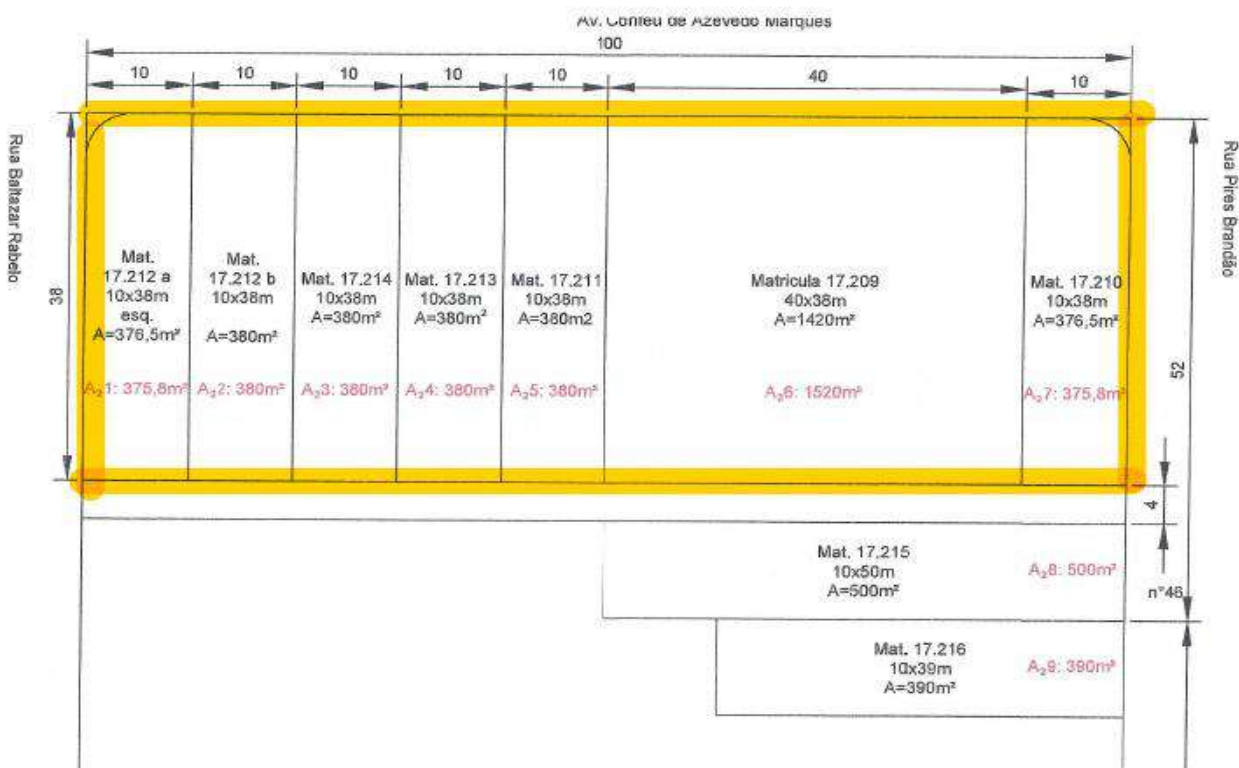 Av. Corifeu de Azevedo Marques
100
10 10 10 10 10 40 10
Rua Baltazar Rabelo
38
Mat.
17.212 a
10x38m
esq.
A=376,5m²
A₂1: 375,8m²
Mat.
17.212 b
10x38m
A=380m²
A₂2: 380m²
Mat. 17.214
10x38m
A=380m²
A₂3: 380m²
Mat. 17.213
10x38m
A=380m²
A₂4: 380m²
Mat. 17.211
10x38m
A=380m2
A₂5: 380m²
Matricula 17.209
40x38m
A=1420m²
A₂6: 1520m²
Mat. 17.210
10x38m
A=376,5m²
A₂7: 375,8m²
Rua Pires Brandão
52
4
n°46
Mat. 17.215
10x50m
A=500m²
A₂8: 500m²
Mat. 17.216
10x39m
A=390m²
A₂9: 390m²